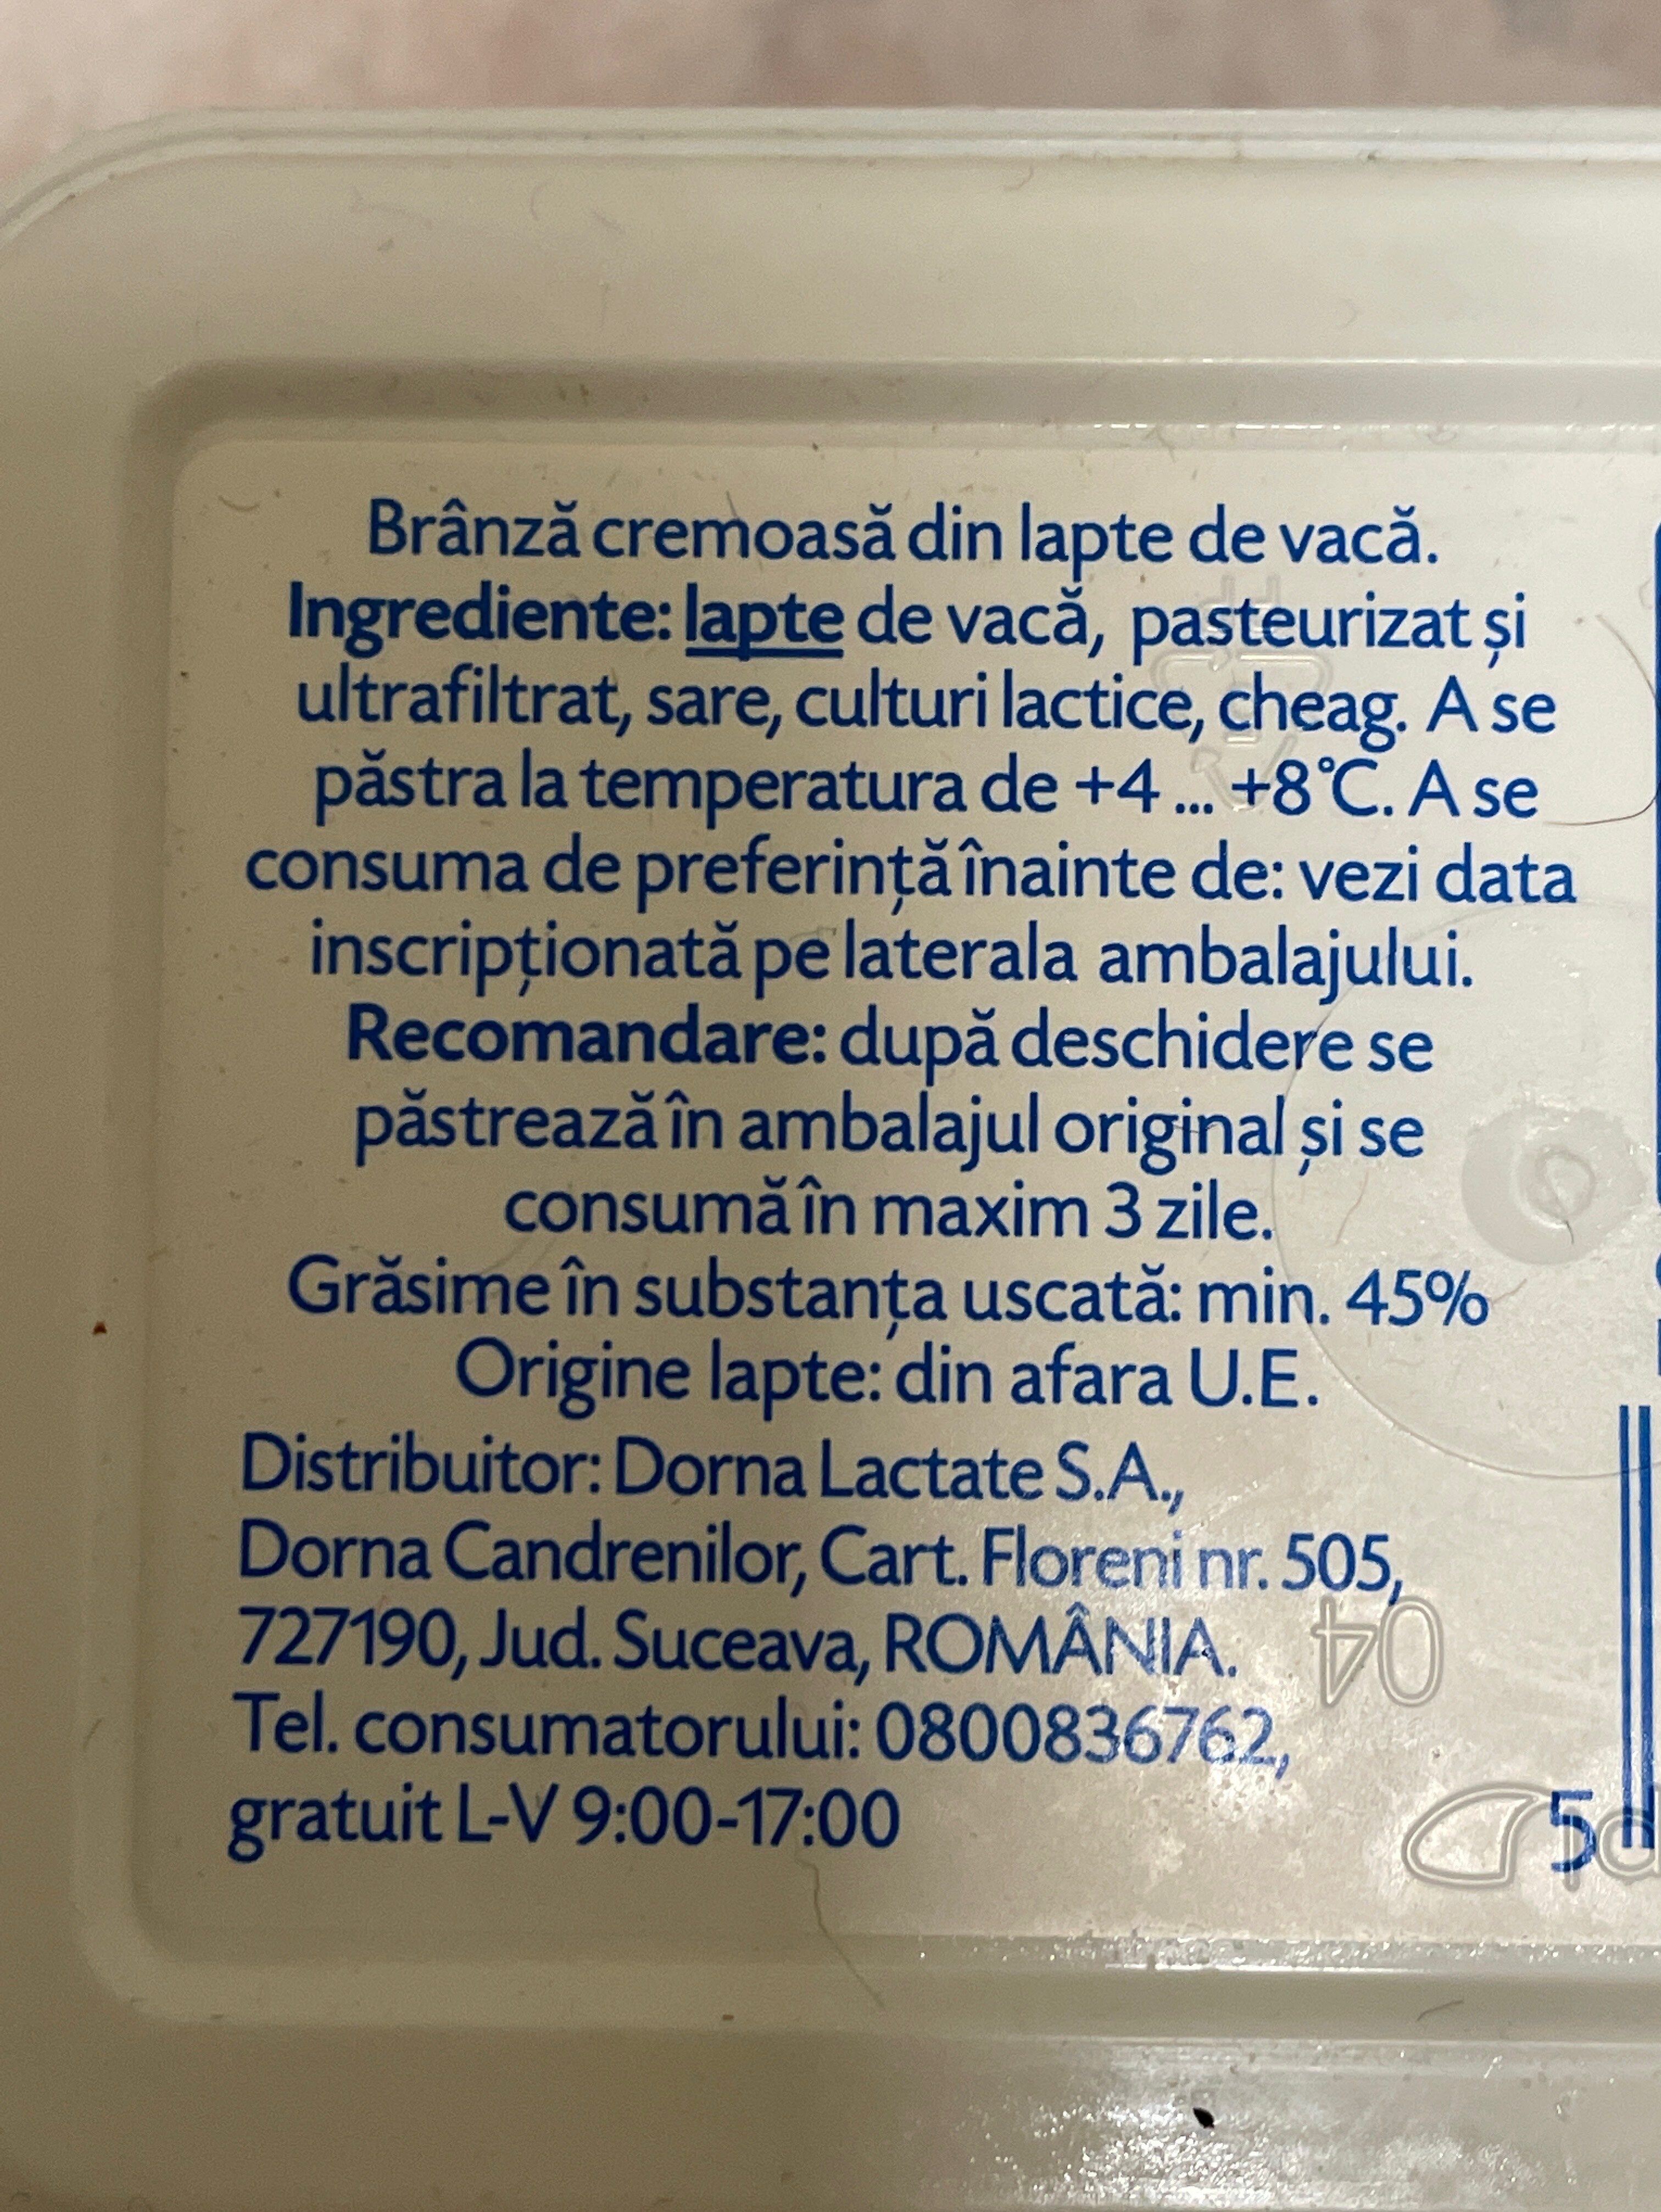 Brânză cremoasă din lapte de vacă.
Ingrediente: lapte de vacă, pasteurizat și
ultrafiltrat, sare, culturi lactice, cheag. A se
păstra la temperatura de +4 ... +8°C. A se
consuma de preferință înainte de: vezi data
inscripționată pe laterala ambalajului.
Recomandare: după deschidere se
păstrează în ambalajul original și se
consumă în maxim 3 zile.
Grăsime în substanța uscată: min. 45%
Origine lapte: din afara U.E.
Distribuitor: Dorna Lactate S.A.,
Dorna Candrenilor, Cart. Floreni nr. 505,
727190, Jud. Suceava, ROMÂNIA.
04
Tel. consumatorului: 0800836762,
gratuit L-V 9:00-17:00
5